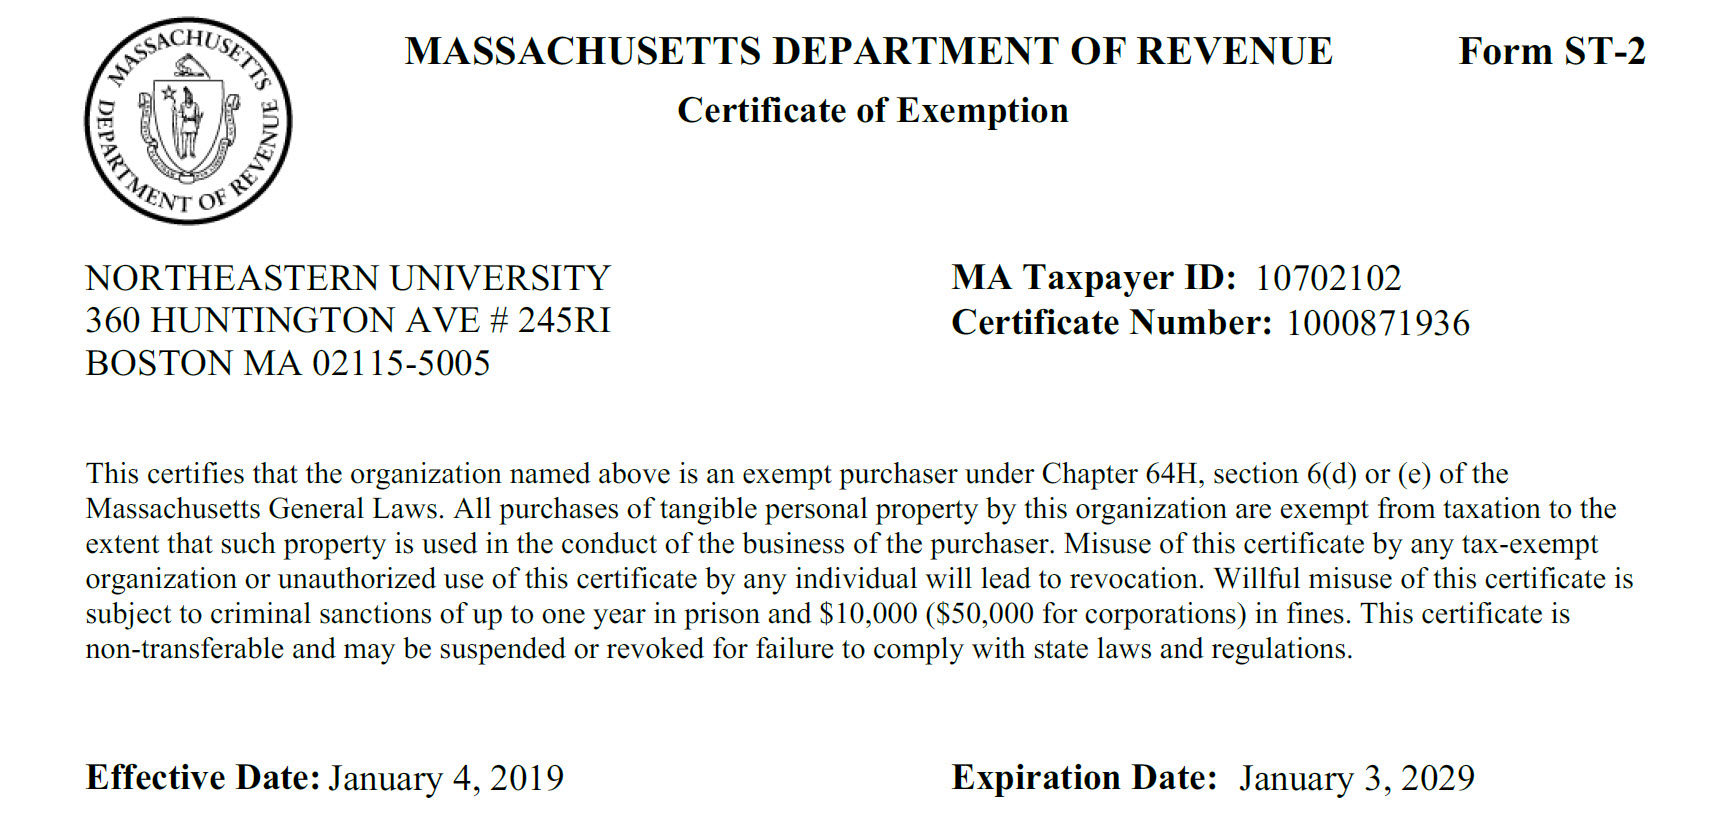 MASSACHUSETTS DEPARTMENT OF REVENUE
MASSACHUSETTS DEPARTMENT OF REVENUE Form ST-2
Certificate of Exemption
NORTHEASTERN UNIVERSITY
360 HUNTINGTON AVE # 245RI
BOSTON MA 02115-5005
MA Taxpayer ID: 10702102
Certificate Number: 1000871936
This certifies that the organization named above is an exempt purchaser under Chapter 64H, section 6(d) or (e) of the
Massachusetts General Laws. All purchases of tangible personal property by this organization are exempt from taxation to the
extent that such property is used in the conduct of the business of the purchaser. Misuse of this certificate by any tax-exempt
organization or unauthorized use of this certificate by any individual will lead to revocation. Willful misuse of this certificate is
subject to criminal sanctions of up to one year in prison and $10,000 ($50,000 for corporations) in fines. This certificate is
non-transferable and may be suspended or revoked for failure to comply with state laws and regulations.
Effective Date: January 4, 2019
Expiration Date: January 3, 2029